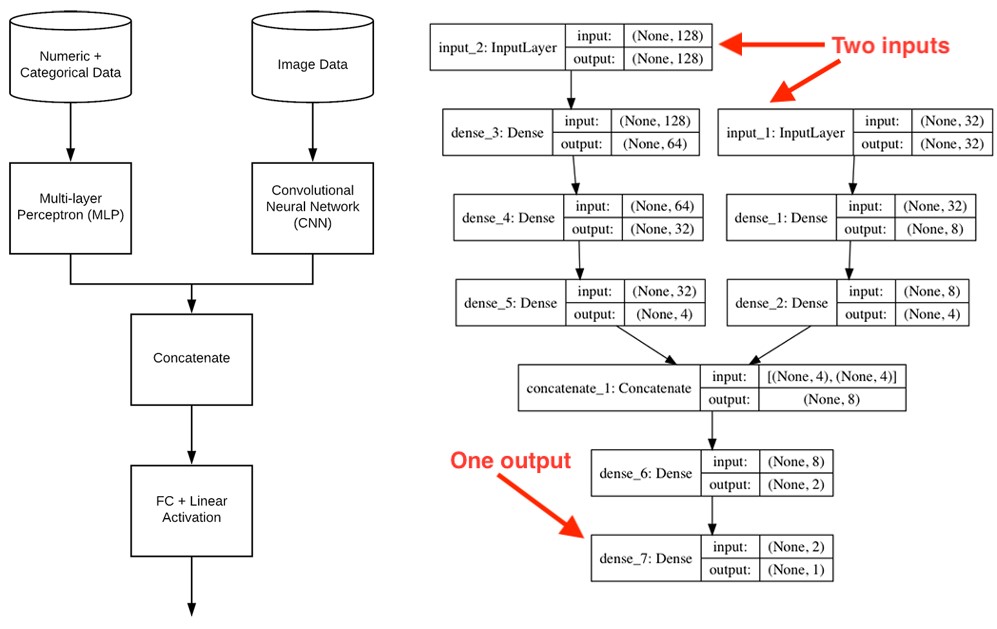 Numeric +
Categorical Data
Image Data
Multi-layer
Perceptron (MLP)
Convolutional
Neural Network
(CNN)
Concatenate
FC + Linear
Activation
input_2: InputLayer
input: (None, 128)
output: (None, 128)
Two inputs
dense_3: Dense
input: (None, 128)
output: (None, 64)
input_1: InputLayer
input: (None, 32)
output: (None, 32)
dense_4: Dense
input: (None, 64)
output: (None, 32)
dense_1: Dense
input: (None, 32)
output: (None, 8)
dense_5: Dense
input: (None, 32)
output: (None, 4)
dense_2: Dense
input: (None, 8)
output: (None, 4)
concatenate_1: Concatenate
input: [(None, 4), (None, 4)]
output: (None, 8)
One output
dense_6: Dense
input: (None, 8)
output: (None, 2)
dense_7: Dense
input: (None, 2)
output: (None, 1)